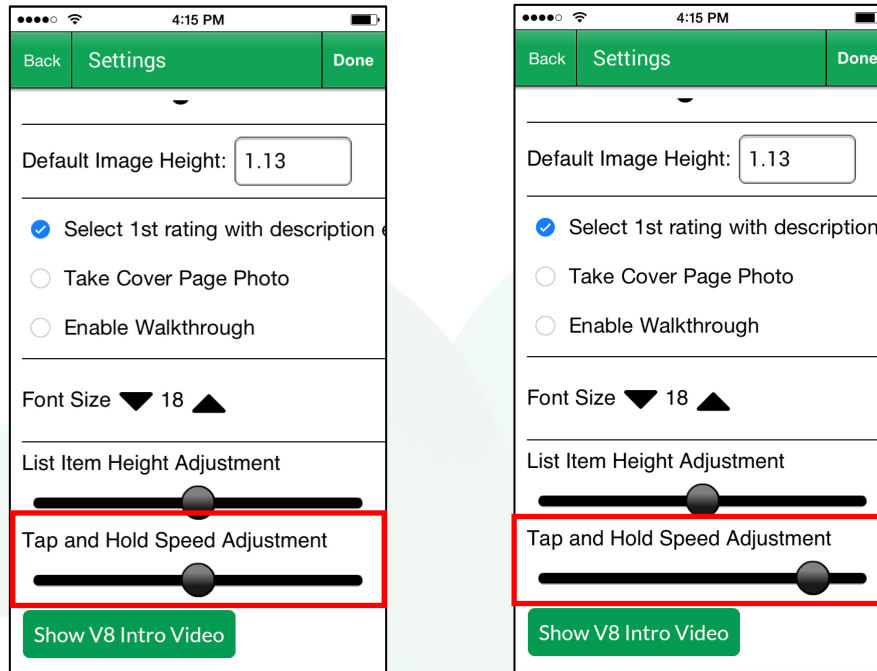 4:15 PM
Back Settings Done
Default Image Height: 1.13
Select 1st rating with description
Take Cover Page Photo
Enable Walkthrough
Font Size 18
List Item Height Adjustment
Tap and Hold Speed Adjustment
Show V8 Intro Video
4:15 PM
Back Settings Done
Default Image Height: 1.13
Select 1st rating with description
Take Cover Page Photo
Enable Walkthrough
Font Size 18
List Item Height Adjustment
Tap and Hold Speed Adjustment
Show V8 Intro Video